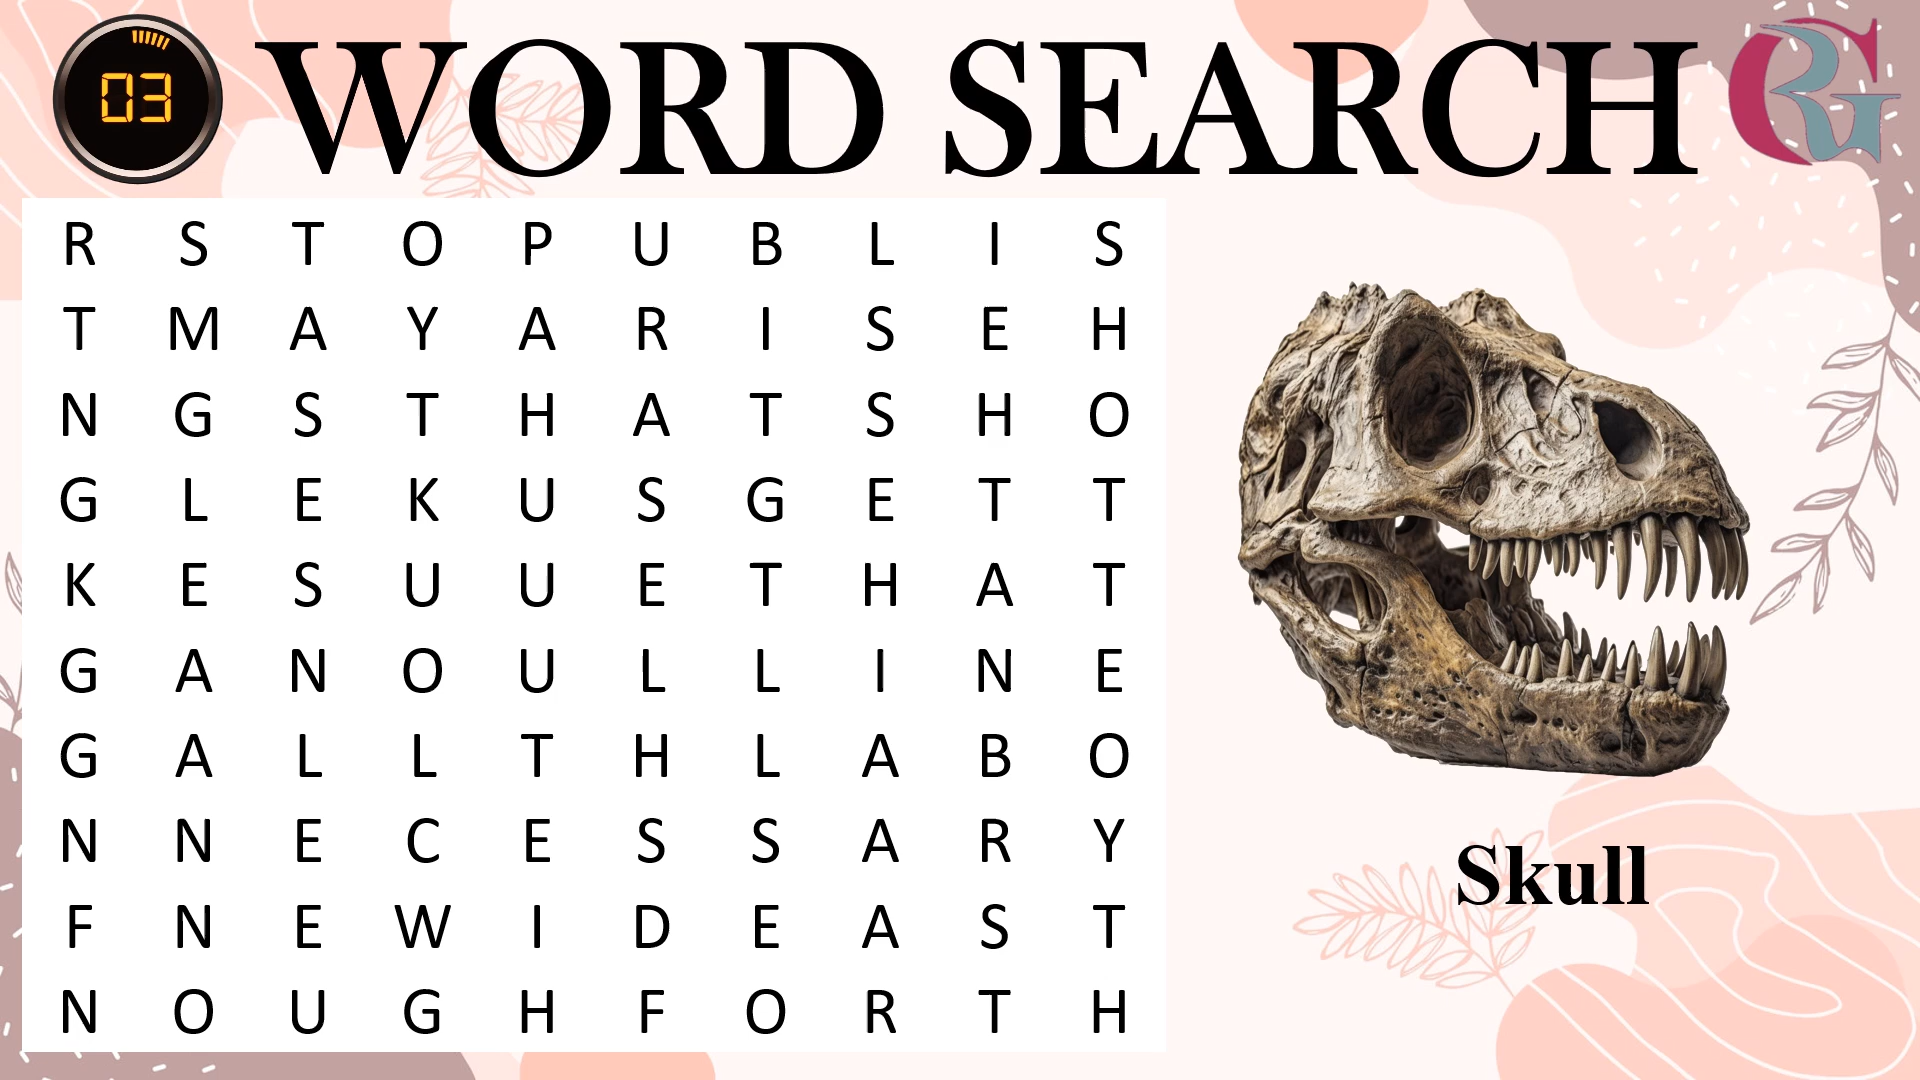 03
WORD SEARCH
R S T O P U B L I S
T M A Y A R I S E H
N G S T H A T S H O
G L E K U S G E T T
K E S U U E T H A T
G A N O U L L I N E
G A L L T H L A B O
N N E C E S S A R Y
F N E W I D E A S T
N O U G H F O R T H
Skull